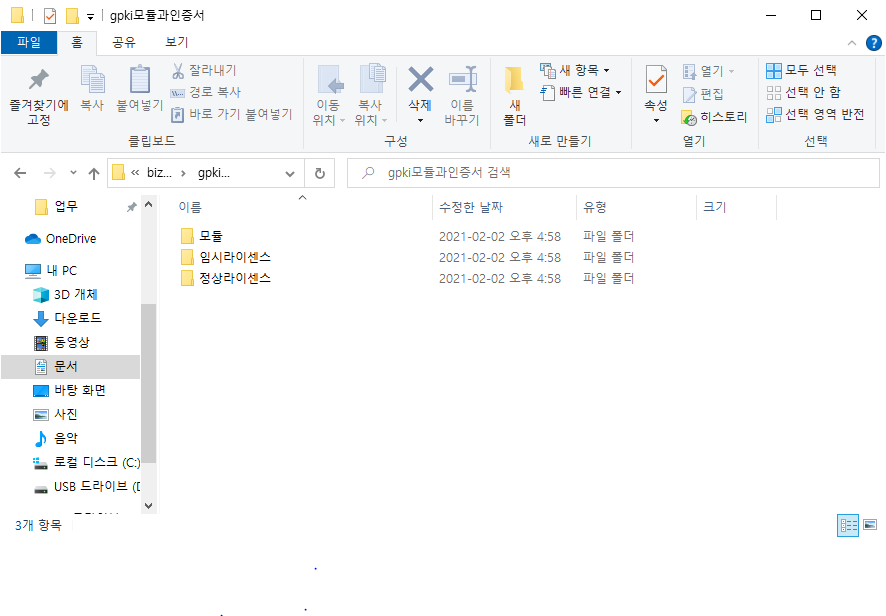 gpki모듈과인증서
파일 홈 공유 보기
즐겨찾기에 고정
복사
붙여넣기
잘라내기
경로 복사
바로 가기 붙여넣기
클립보드
이동 위치
복사 위치
삭제
이름 바꾸기
구성
새 폴더
새 항목
빠른 연결
새로 만들기
속성
열기
편집
히스토리
열기
모두 선택
선택 안 함
선택 영역 반전
선택
« biz... › gpki...
gpki모듈과인증서 검색
업무
OneDrive
내 PC
3D 개체
다운로드
동영상
문서
바탕 화면
사진
음악
로컬 디스크 (C:)
USB 드라이브 (D
이름 수정한 날짜 유형 크기
모듈 2021-02-02 오후 4:58 파일 폴더
임시라이센스 2021-02-02 오후 4:58 파일 폴더
정상라이센스 2021-02-02 오후 4:58 파일 폴더
3개 항목